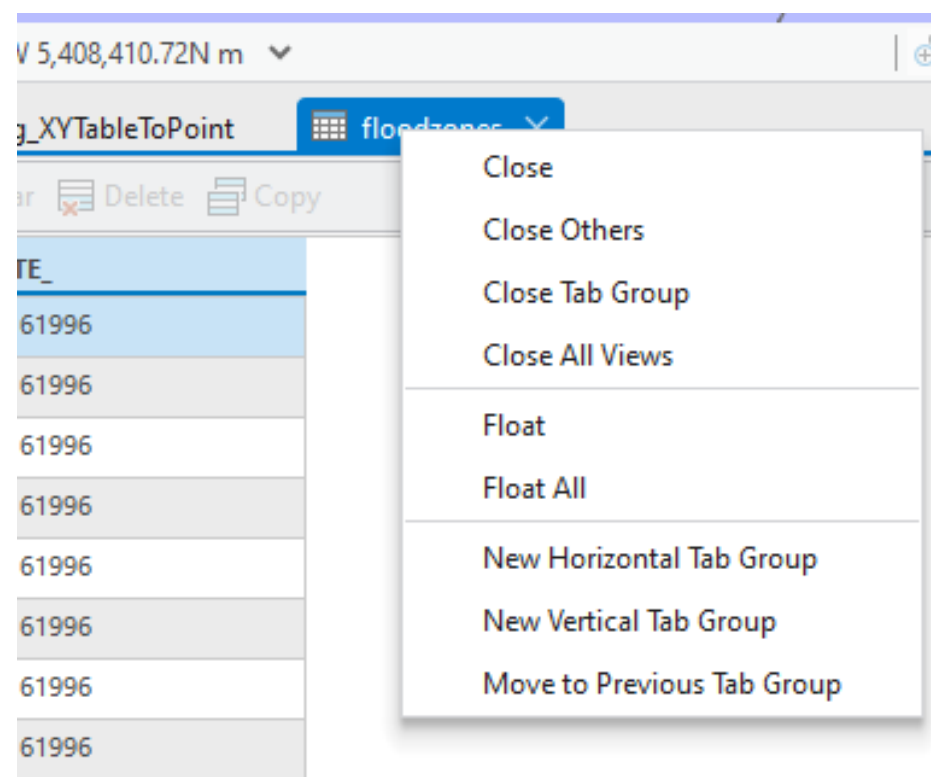 5,408,410.72N m
g_XYTableToPoint
floodzones
Delete Copy
TE_
61996
61996
61996
61996
61996
61996
61996
61996
Close
Close Others
Close Tab Group
Close All Views
Float
Float All
New Horizontal Tab Group
New Vertical Tab Group
Move to Previous Tab Group